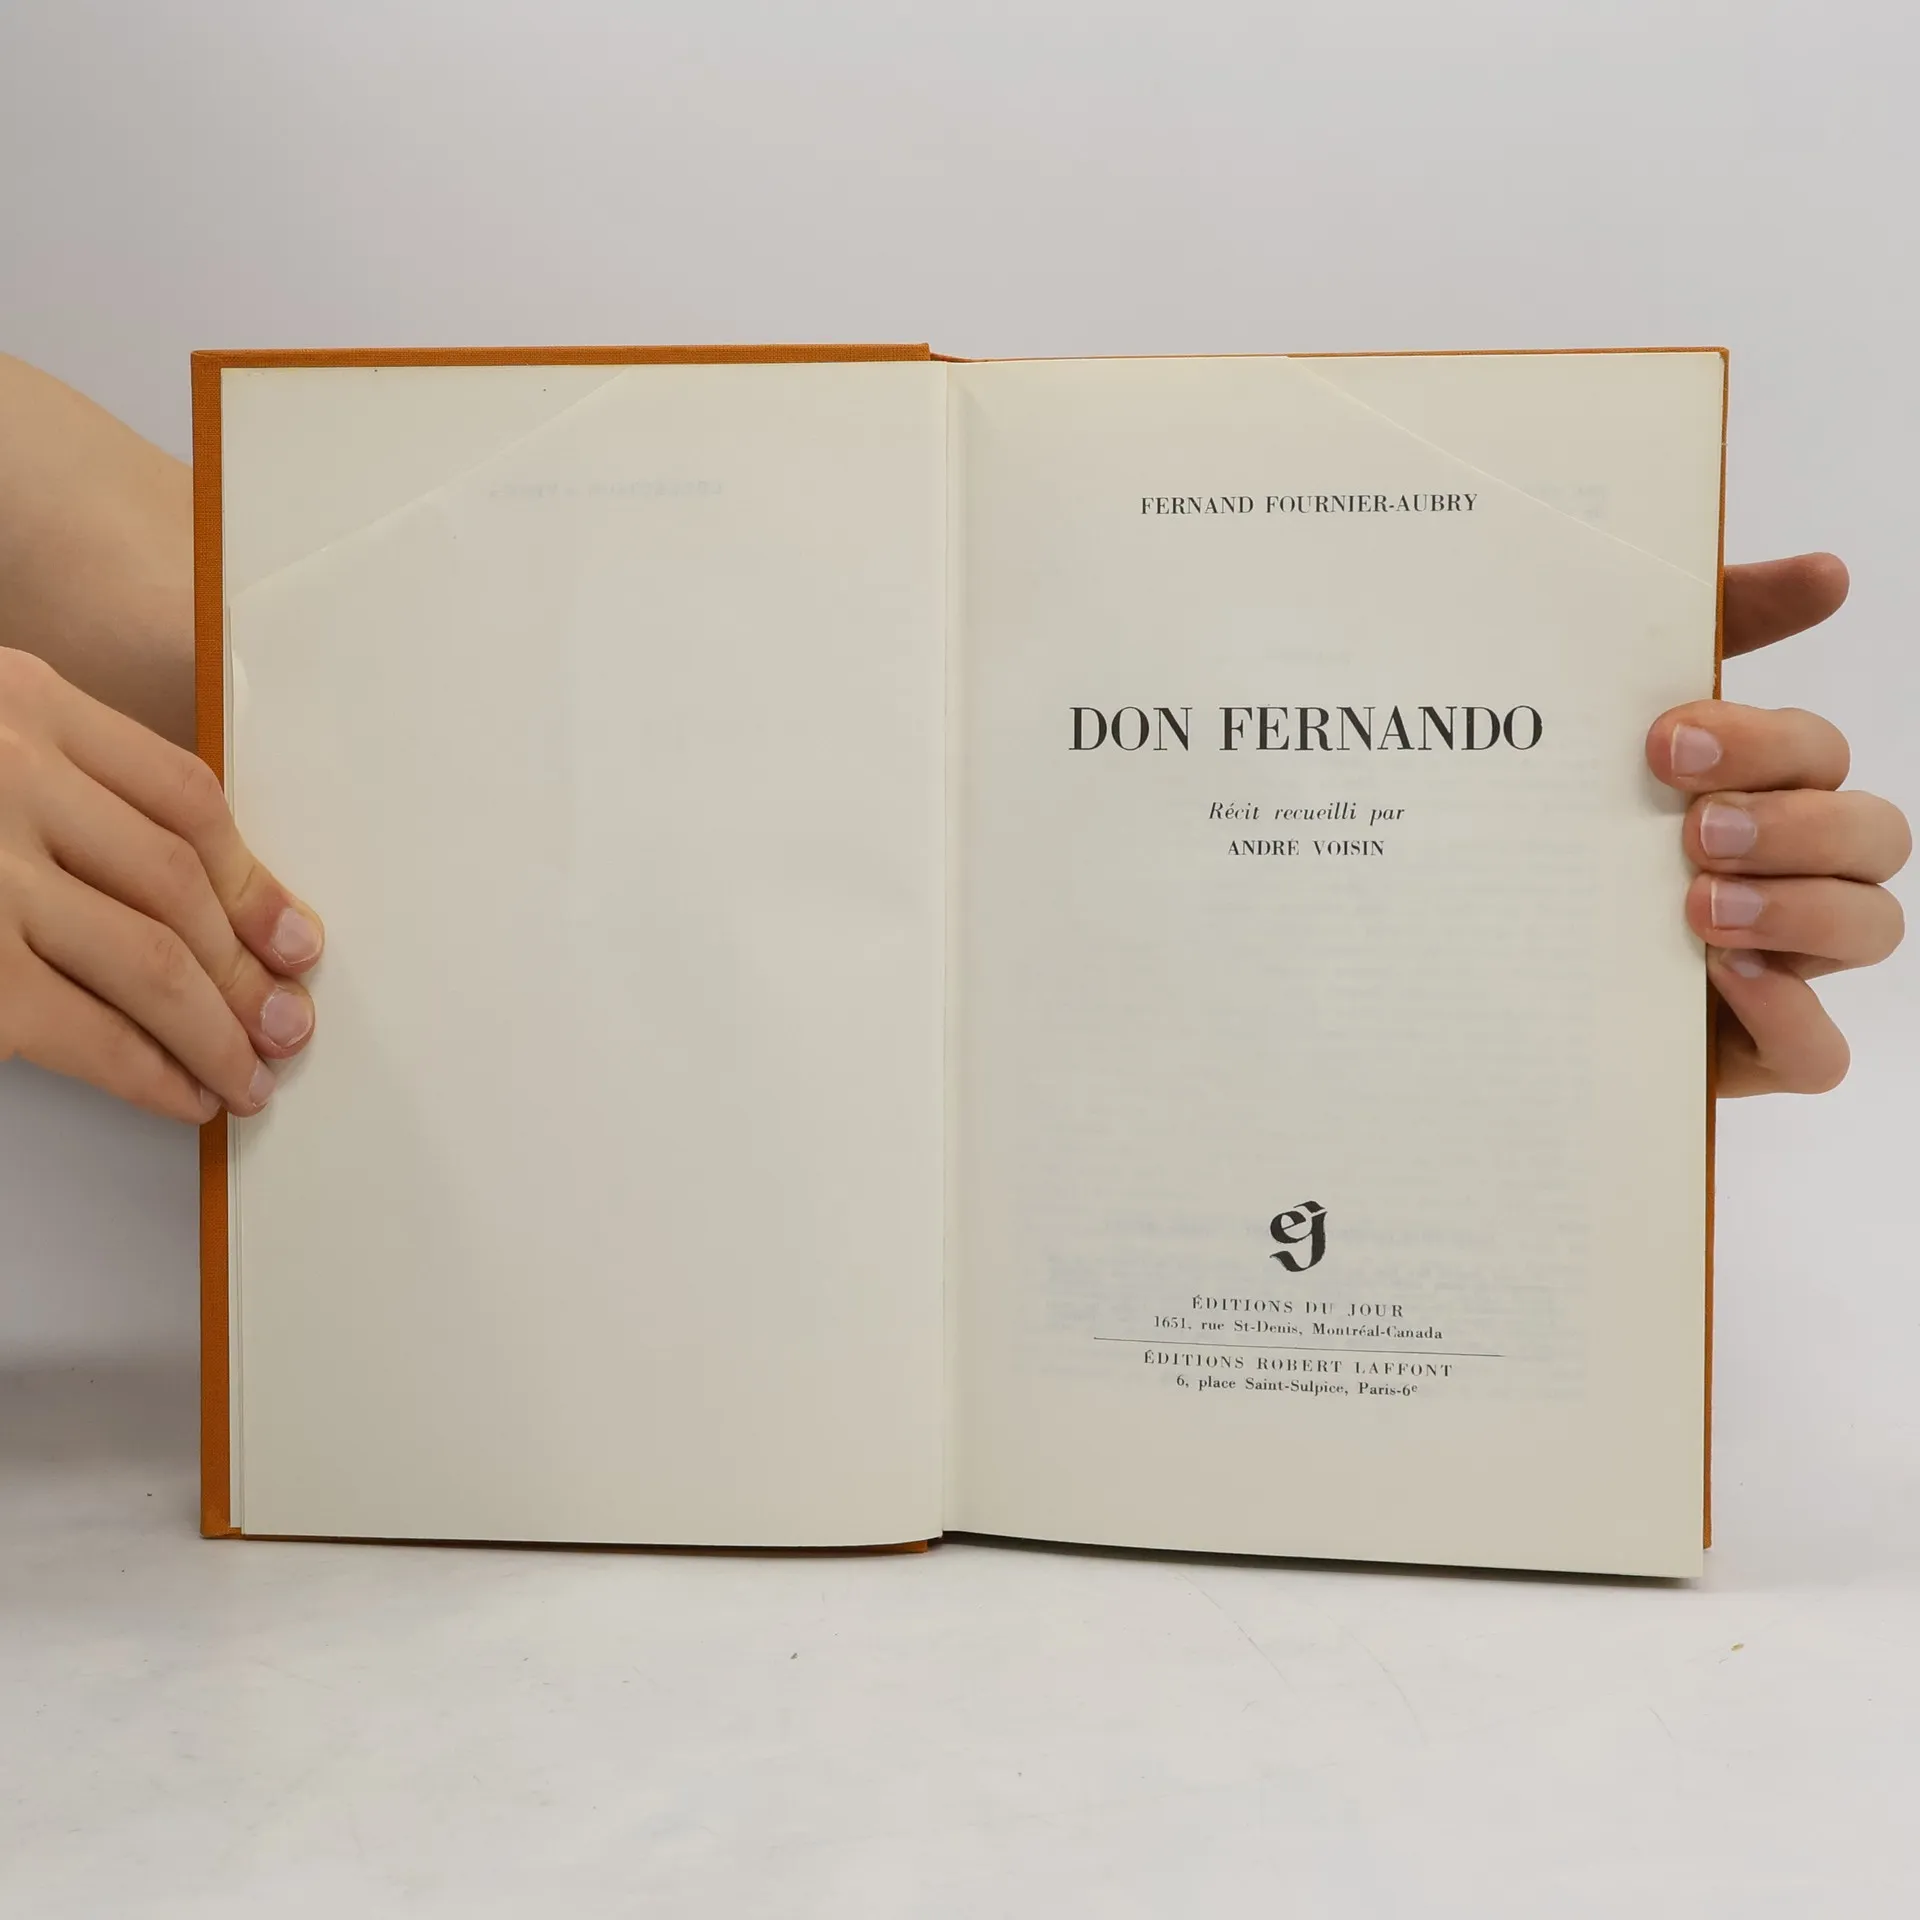 FERNAND FOURNIER-AUBRY
DON FERNANDO
Récit recueilli par
ANDRÉ VOISIN
ej
ÉDITIONS DU JOUR
1651, rue St-Denis, Montréal-Canada
ÉDITIONS ROBERT LAFFONT
6, place Saint-Sulpice, Paris-6e